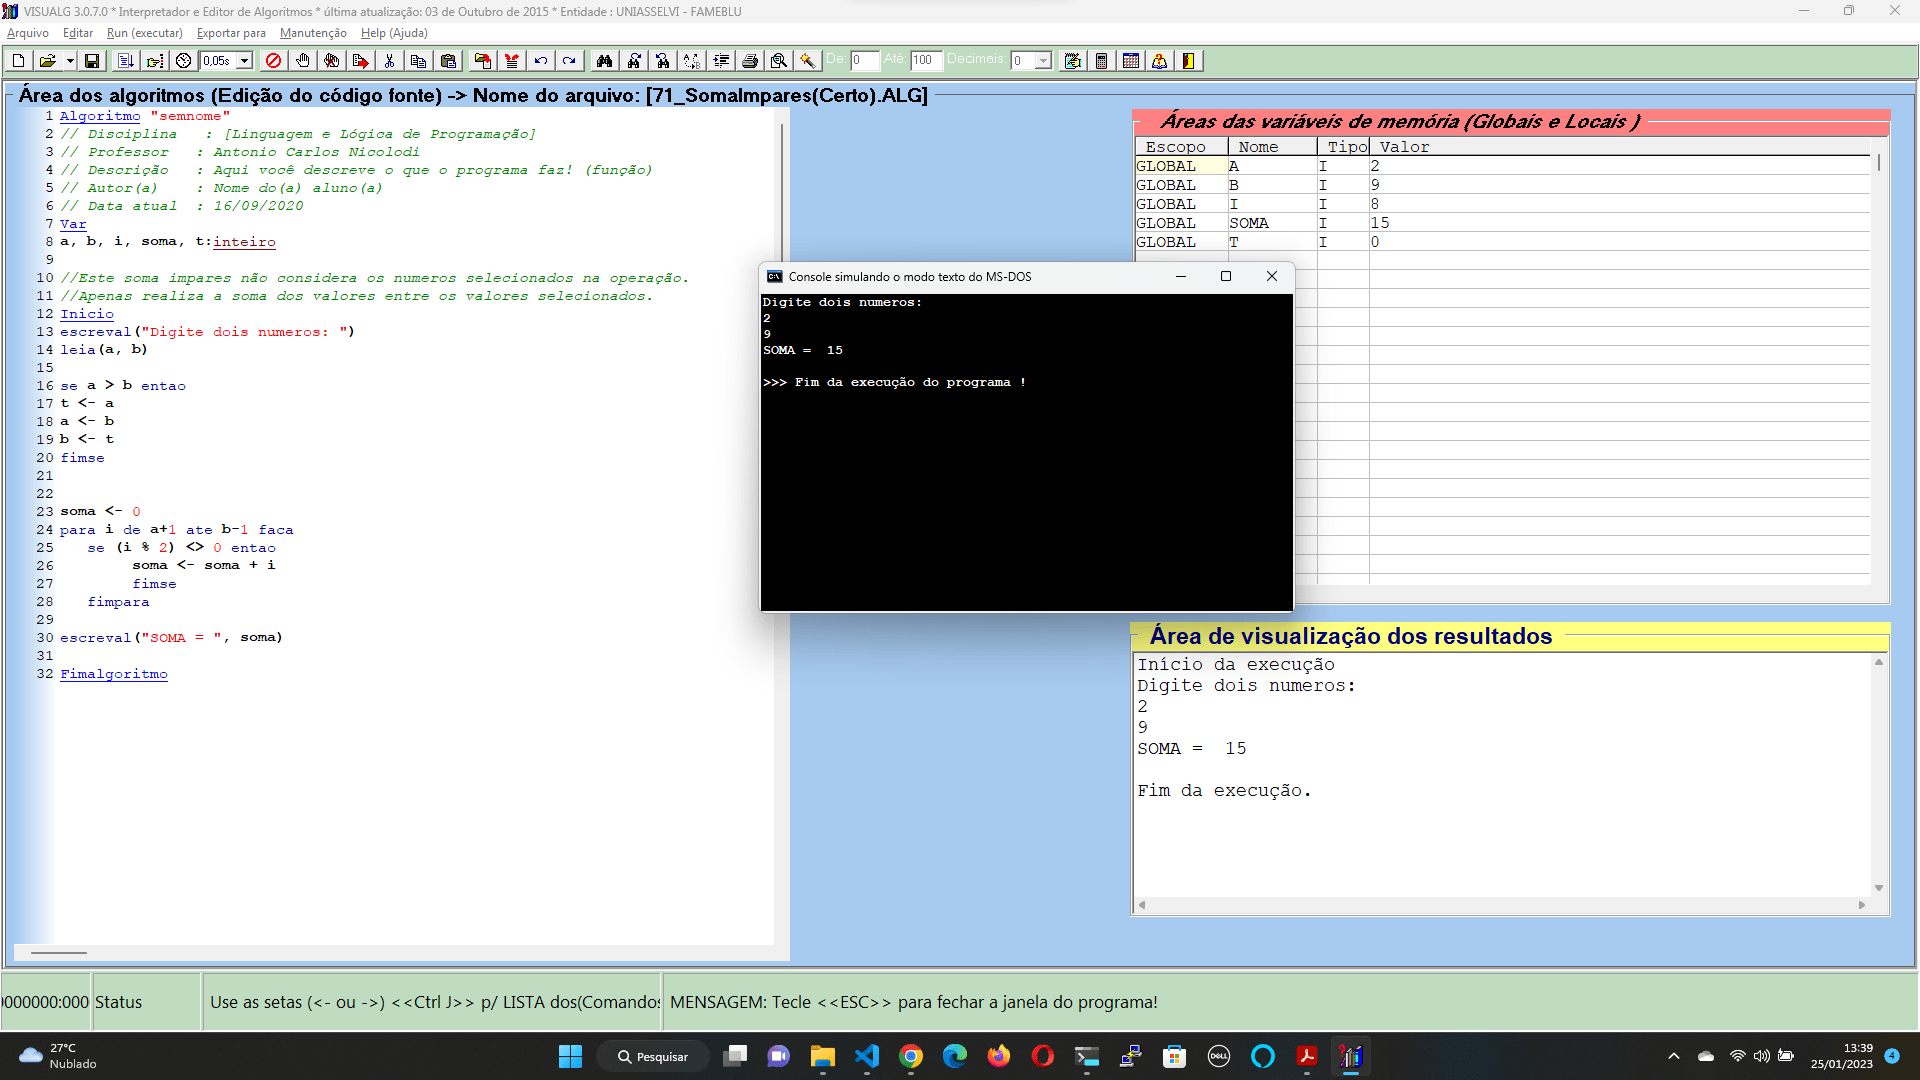 VISUALG 3.0.7.0 * Interpretador e Editor de Algoritmos * última atualização: 03 de Outubro de 2015 * Entidade : UNIASSELVI - FAMEBLU
Arquivo Editar Run (executar) Exportar para Manutenção Help (Ajuda)
0,05s De: 0 Até: 100 Decimais: 0
Área dos algoritmos (Edição do código fonte) -> Nome do arquivo: [71_SomaImpares(Certo).ALG]
1 Algoritmo "semnome"
2 // Disciplina : [Linguagem e Lógica de Programação]
3 // Professor : Antonio Carlos Nicolodi
4 // Descrição : Aqui você descreve o que o programa faz! (função)
5 // Autor(a) : Nome do(a) aluno(a)
6 // Data atual : 16/09/2020
7 Var
8 a, b, i, soma, t:inteiro
9
10 //Este soma impares não considera os numeros selecionados na operação.
11 //Apenas realiza a soma dos valores entre os valores selecionados.
12 Inicio
13 escreval("Digite dois numeros: ")
14 leia(a, b)
15
16 se a > b entao
17 t <- a
18 a <- b
19 b <- t
20 fimse
21
22
23 soma <- 0
24 para i de a+1 ate b-1 faca
25 se (i % 2) <> 0 entao
26 soma <- soma + i
27 fimse
28 fimpara
29
30 escreval("SOMA = ", soma)
31
32 Fimalgoritmo
Áreas das variáveis de memória (Globais e Locais )
Escopo Nome Tipo Valor
GLOBAL A I 2
GLOBAL B I 9
GLOBAL I I 8
GLOBAL SOMA I 15
GLOBAL T I 0
Console simulando o modo texto do MS-DOS
Digite dois numeros:
2
9
SOMA = 15
>>> Fim da execução do programa !
Área de visualização dos resultados
Início da execução
Digite dois numeros:
2
9
SOMA = 15
Fim da execução.
0000000:000 Status Use as setas (<- ou ->) <<Ctrl J>> p/ LISTA dos(Comandos MENSAGEM: Tecle <<ESC>> para fechar a janela do programa!
27°C
Nublado
Pesquisar
DELL
13:39
25/01/2023
4